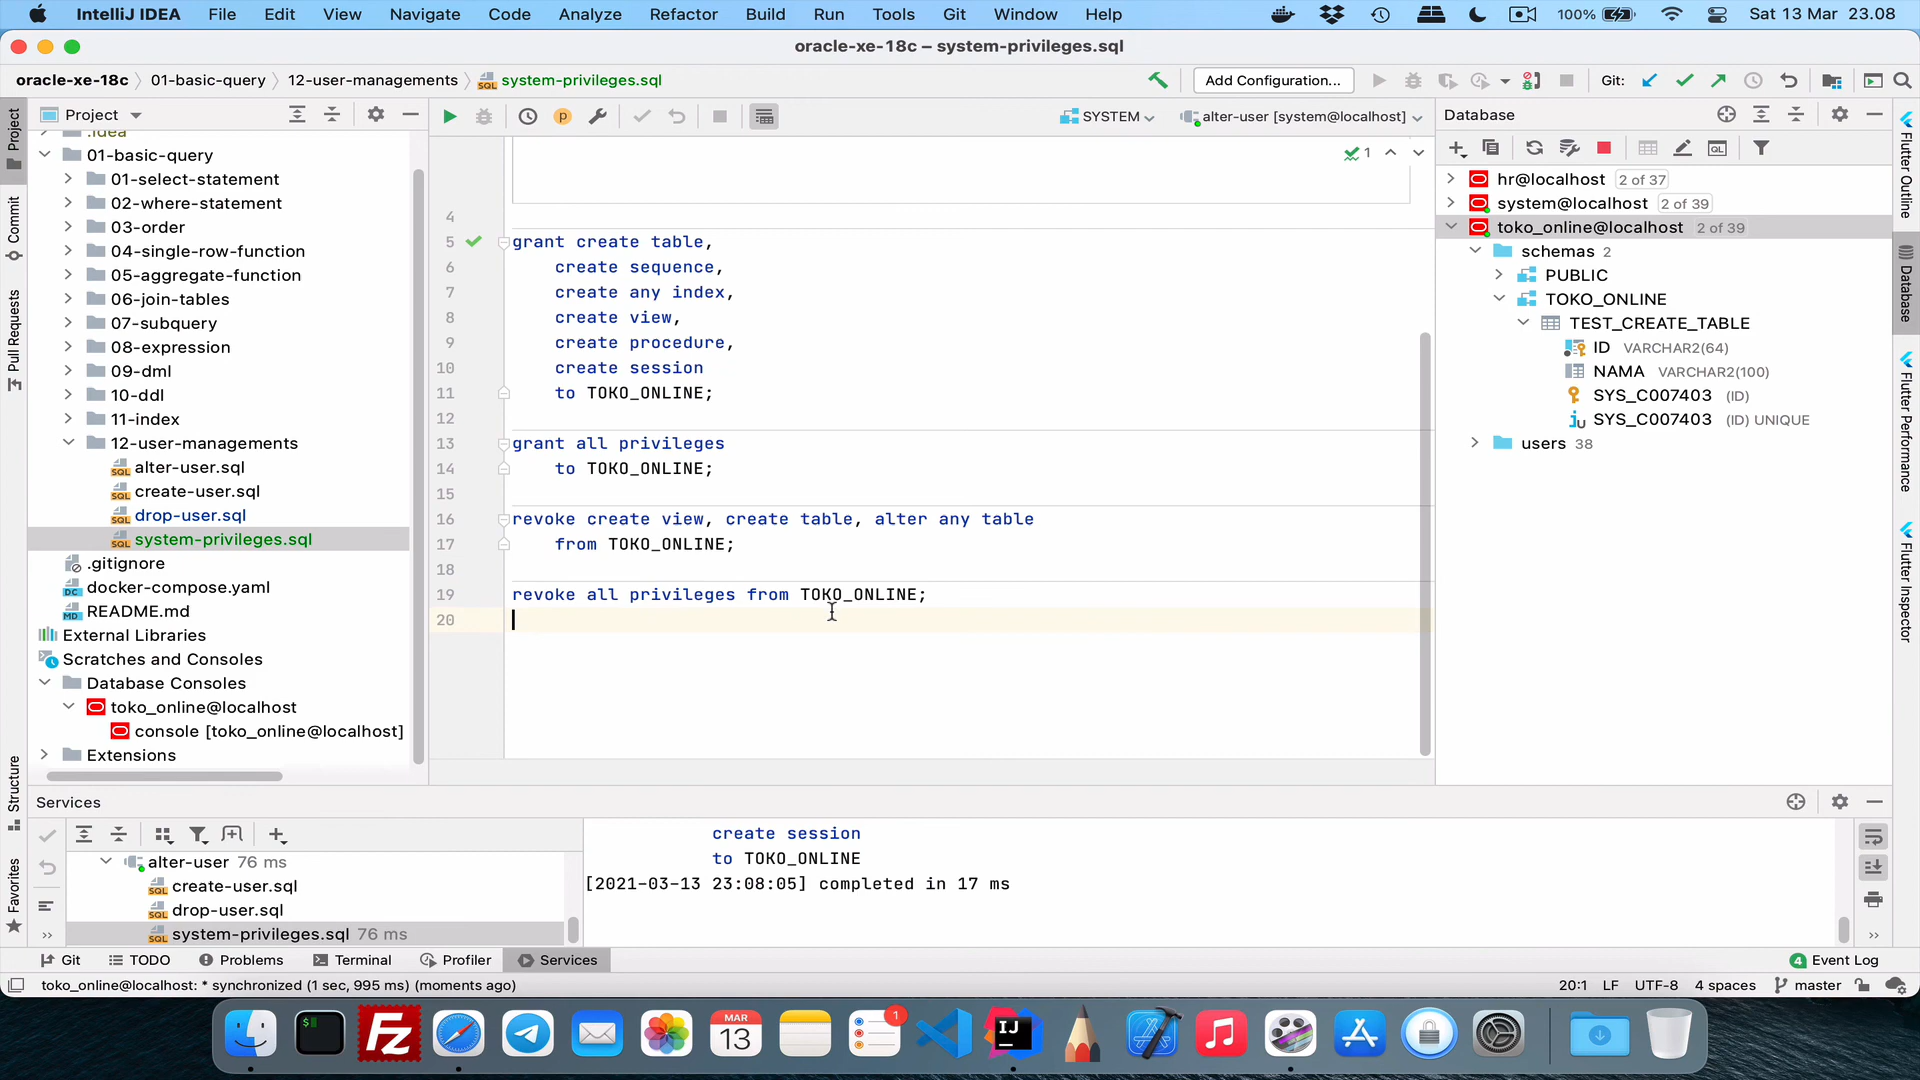 IntelliJ IDEA File Edit View Navigate Code Analyze Refactor Build Run Tools Git Window Help 100% Sat 13 Mar 23.08
oracle-xe-18c – system-privileges.sql
oracle-xe-18c 01-basic-query 12-user-managements system-privileges.sql Add Configuration... Git:
Project
SYSTEM alter-user [system@localhost]
Database
.idea
01-basic-query
01-select-statement
02-where-statement
03-order
04-single-row-function
05-aggregate-function
06-join-tables
07-subquery
08-expression
09-dml
10-ddl
11-index
12-user-managements
alter-user.sql
create-user.sql
drop-user.sql
system-privileges.sql
.gitignore
docker-compose.yaml
README.md
External Libraries
Scratches and Consoles
Database Consoles
toko_online@localhost
console [toko_online@localhost]
Extensions
1
4
5 grant create table,
6 create sequence,
7 create any index,
8 create view,
9 create procedure,
10 create session
11 to TOKO_ONLINE;
12
13 grant all privileges
14 to TOKO_ONLINE;
15
16 revoke create view, create table, alter any table
17 from TOKO_ONLINE;
18
19 revoke all privileges from TOKO_ONLINE;
20
hr@localhost 2 of 37
system@localhost 2 of 39
toko_online@localhost 2 of 39
schemas 2
PUBLIC
TOKO_ONLINE
TEST_CREATE_TABLE
ID VARCHAR2(64)
NAMA VARCHAR2(100)
SYS_C007403 (ID)
SYS_C007403 (ID) UNIQUE
users 38
Project
Commit
Pull Requests
Structure
Favorites
Flutter Outline
Database
Flutter Performance
Flutter Inspector
Services
alter-user 76 ms
create-user.sql
drop-user.sql
system-privileges.sql 76 ms
create session
to TOKO_ONLINE
[2021-03-13 23:08:05] completed in 17 ms
Git TODO Problems Terminal Profiler Services 4 Event Log
toko_online@localhost: * synchronized (1 sec, 995 ms) (moments ago) 20:1 LF UTF-8 4 spaces master
MAR
13
1
IJ